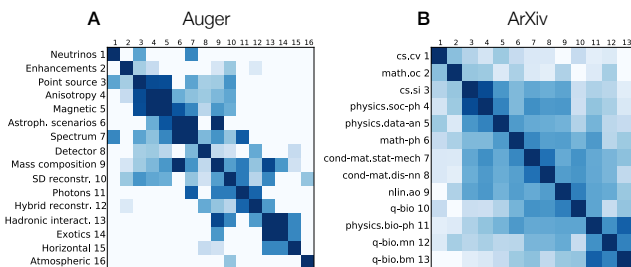 A Auger
1 2 3 4 5 6 7 8 9 10 11 12 13 14 15 16
Neutrinos 1
Enhancements 2
Point source 3
Anisotropy 4
Magnetic 5
Astroph. scenarios 6
Spectrum 7
Detector 8
Mass composition 9
SD reconstr. 10
Photons 11
Hybrid reconstr. 12
Hadronic interact. 13
Exotics 14
Horizontal 15
Atmospheric 16
B ArXiv
1 2 3 4 5 6 7 8 9 10 11 12 13
cs,cv 1
math.oc 2
cs.si 3
physics.soc-ph 4
physics.data-an 5
math-ph 6
cond-mat.stat-mech 7
cond-mat.dis-nn 8
nlin.ao 9
q-bio 10
physics.bio-ph 11
q-bio.mn 12
q-bio.bm 13